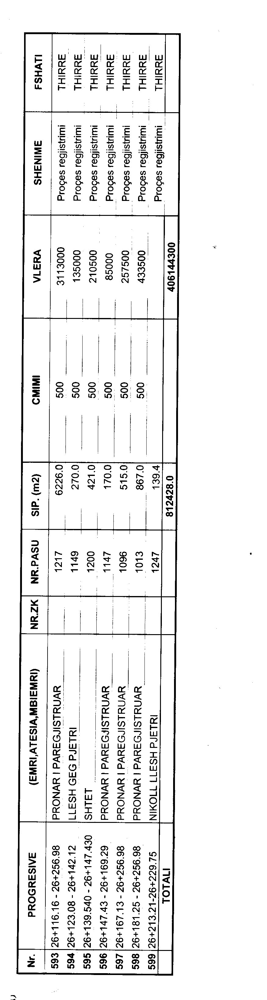 Nr. PROGRESIVE (EMRI,ATESIA,MBIEMRI) NR.ZK NR.PASU SIP. (m2) CMIMI VLERA SHENIME FSHATI
593 26+116.16 - 26+256.98 PRONAR I PAREGJISTRUAR 1217 6226.0 500 3113000 Proçes regjistrimi THIRRE
594 26+123.08 - 26+142.12 LLESH GEG PJETRI 1149 270.0 500 135000 Proçes regjistrimi THIRRE
595 26+139.540 - 26+147.430 SHTET 1200 421.0 500 210500 Proçes regjistrimi THIRRE
596 26+147.43 - 26+169.29 PRONAR I PAREGJISTRUAR 1147 170.0 500 85000 Proçes regjistrimi THIRRE
597 26+167.13 - 26+256.98 PRONAR I PAREGJISTRUAR 1096 515.0 500 257500 Proçes regjistrimi THIRRE
598 26+181.25 - 26+256.98 PRONAR I PAREGJISTRUAR 1013 867.0 500 433500 Proçes regjistrimi THIRRE
599 26+213.21-26+229.75 NIKOLL LLESH PJETRI 1247 139.4 Proçes regjistrimi THIRRE
TOTALI 812428.0 406144300